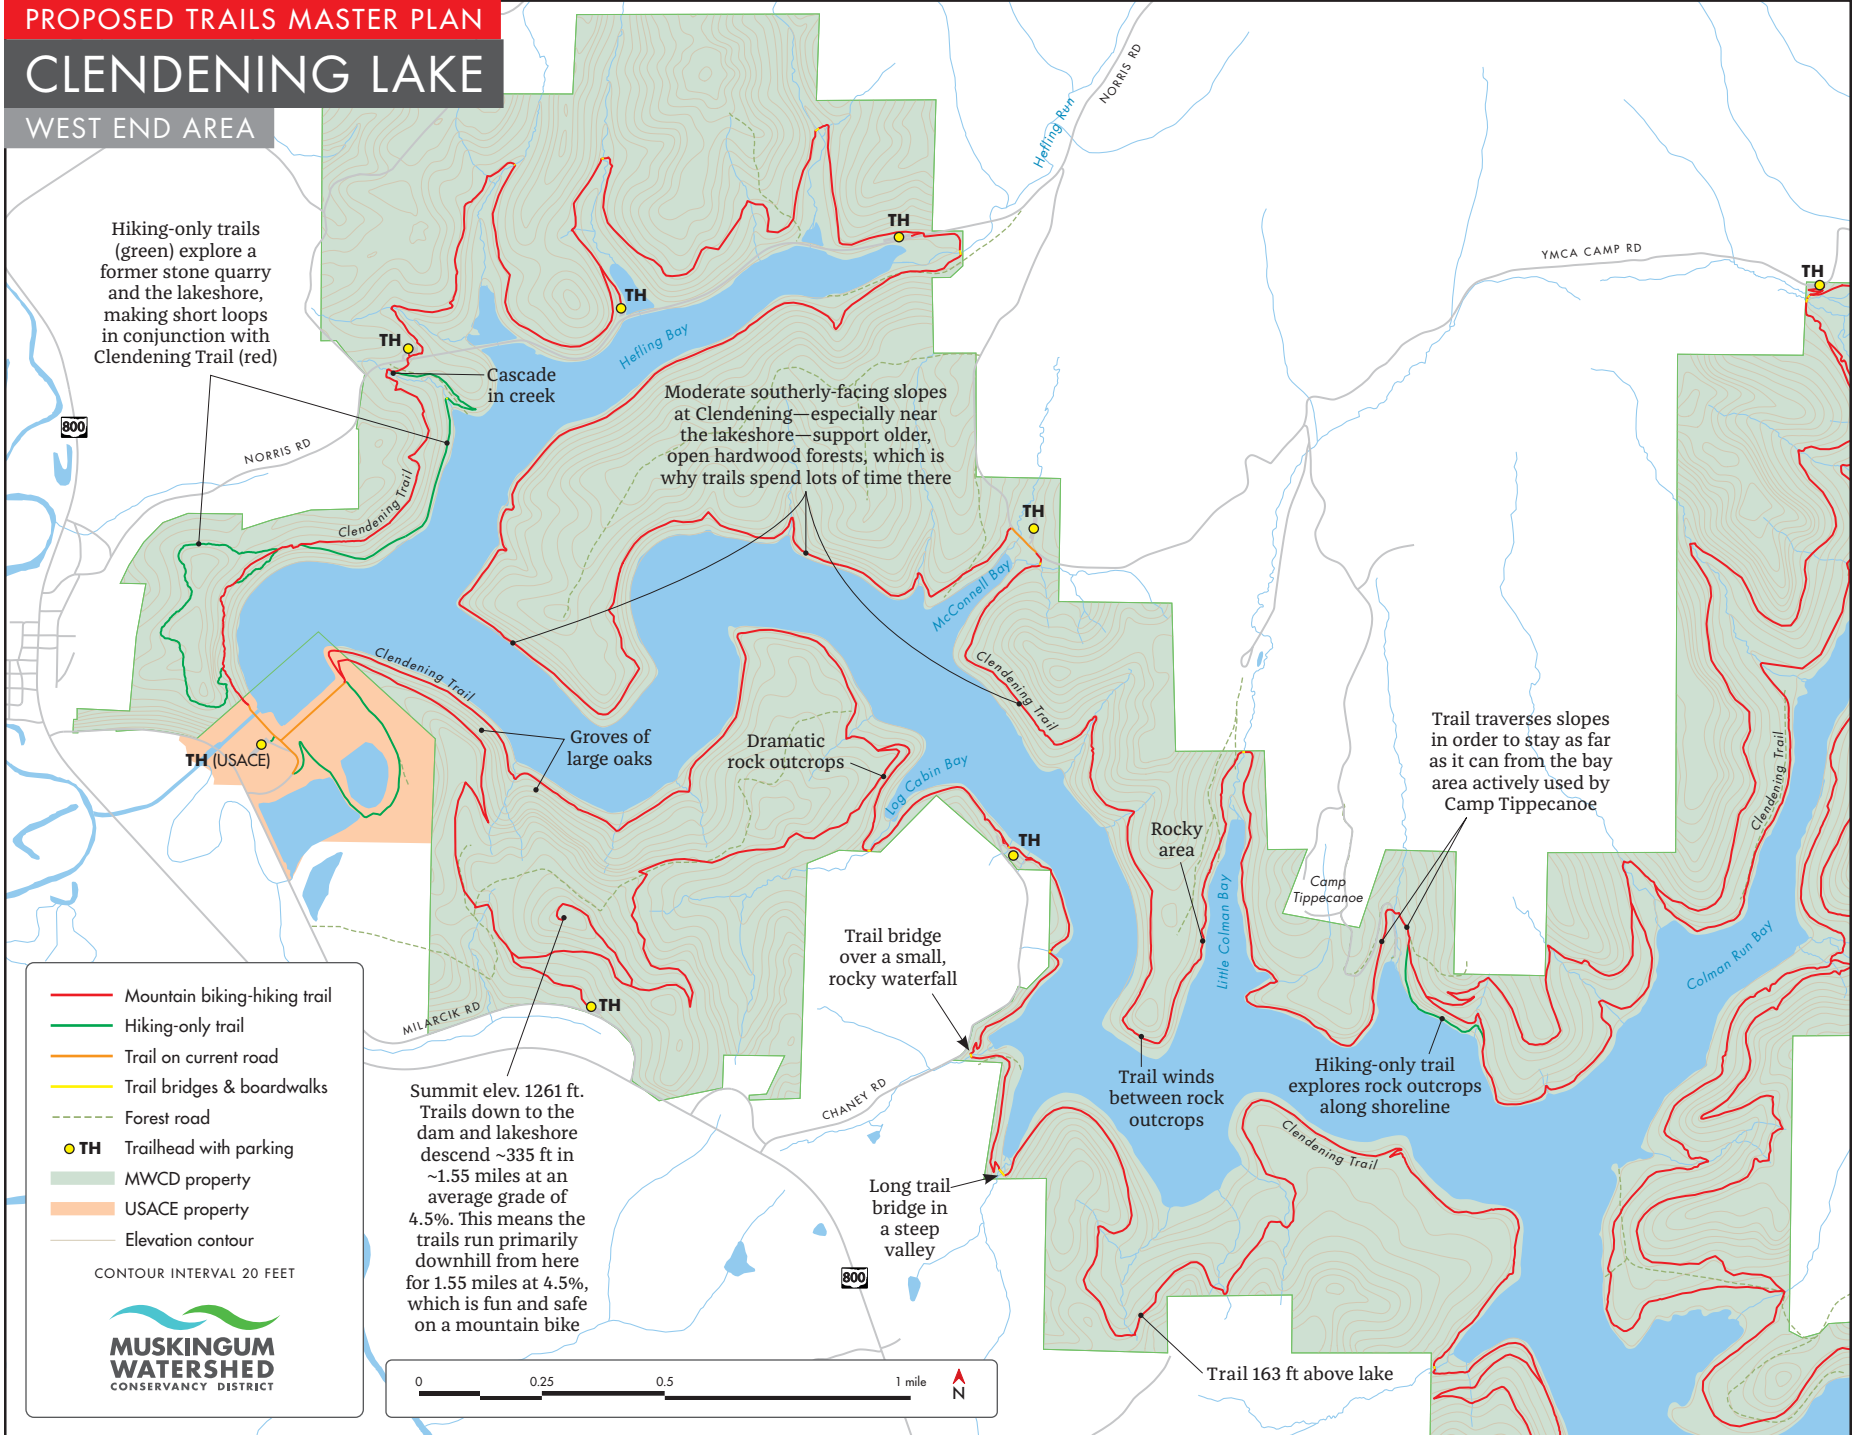 PROPOSED TRAILS MASTER PLAN
CLENDENING LAKE
WEST END AREA
Hiking-only trails
(green) explore a
former stone quarry
and the lakeshore,
making short loops
in conjunction with
Clendening Trail (red)
800
NORRIS RD
Clendening Trail
TH
Cascade
in creek
TH
Hefling Bay
TH
Hefling Run
NORRIS RD
YMCA CAMP RD
TH
Moderate southerly-facing slopes
at Clendening—especially near
the lakeshore—support older,
open hardwood forests, which is
why trails spend lots of time there
TH
McConnell Bay
Clendening Trail
Clendening Trail
TH (USACE)
Groves of
large oaks
Dramatic
rock outcrops
Log Cabin Bay
TH
Rocky
area
Little Colman Bay
Camp
Tippecanoe
Trail traverses slopes
in order to stay as far
as it can from the bay
area actively used by
Camp Tippecanoe
Clendening Trail
Colman Run Bay
Trail bridge
over a small,
rocky waterfall
TH
MILARCIK RD
CHANEY RD
Summit elev. 1261 ft.
Trails down to the
dam and lakeshore
descend ~335 ft in
~1.55 miles at an
average grade of
4.5%. This means the
trails run primarily
downhill from here
for 1.55 miles at 4.5%,
which is fun and safe
on a mountain bike
Trail winds
between rock
outcrops
Hiking-only trail
explores rock outcrops
along shoreline
Clendening Trail
Long trail
bridge in
a steep
valley
800
Trail 163 ft above lake
Mountain biking-hiking trail
Hiking-only trail
Trail on current road
Trail bridges & boardwalks
Forest road
TH Trailhead with parking
MWCD property
USACE property
Elevation contour
CONTOUR INTERVAL 20 FEET
MUSKINGUM
WATERSHED
CONSERVANCY DISTRICT
0 0.25 0.5 1 mile
N